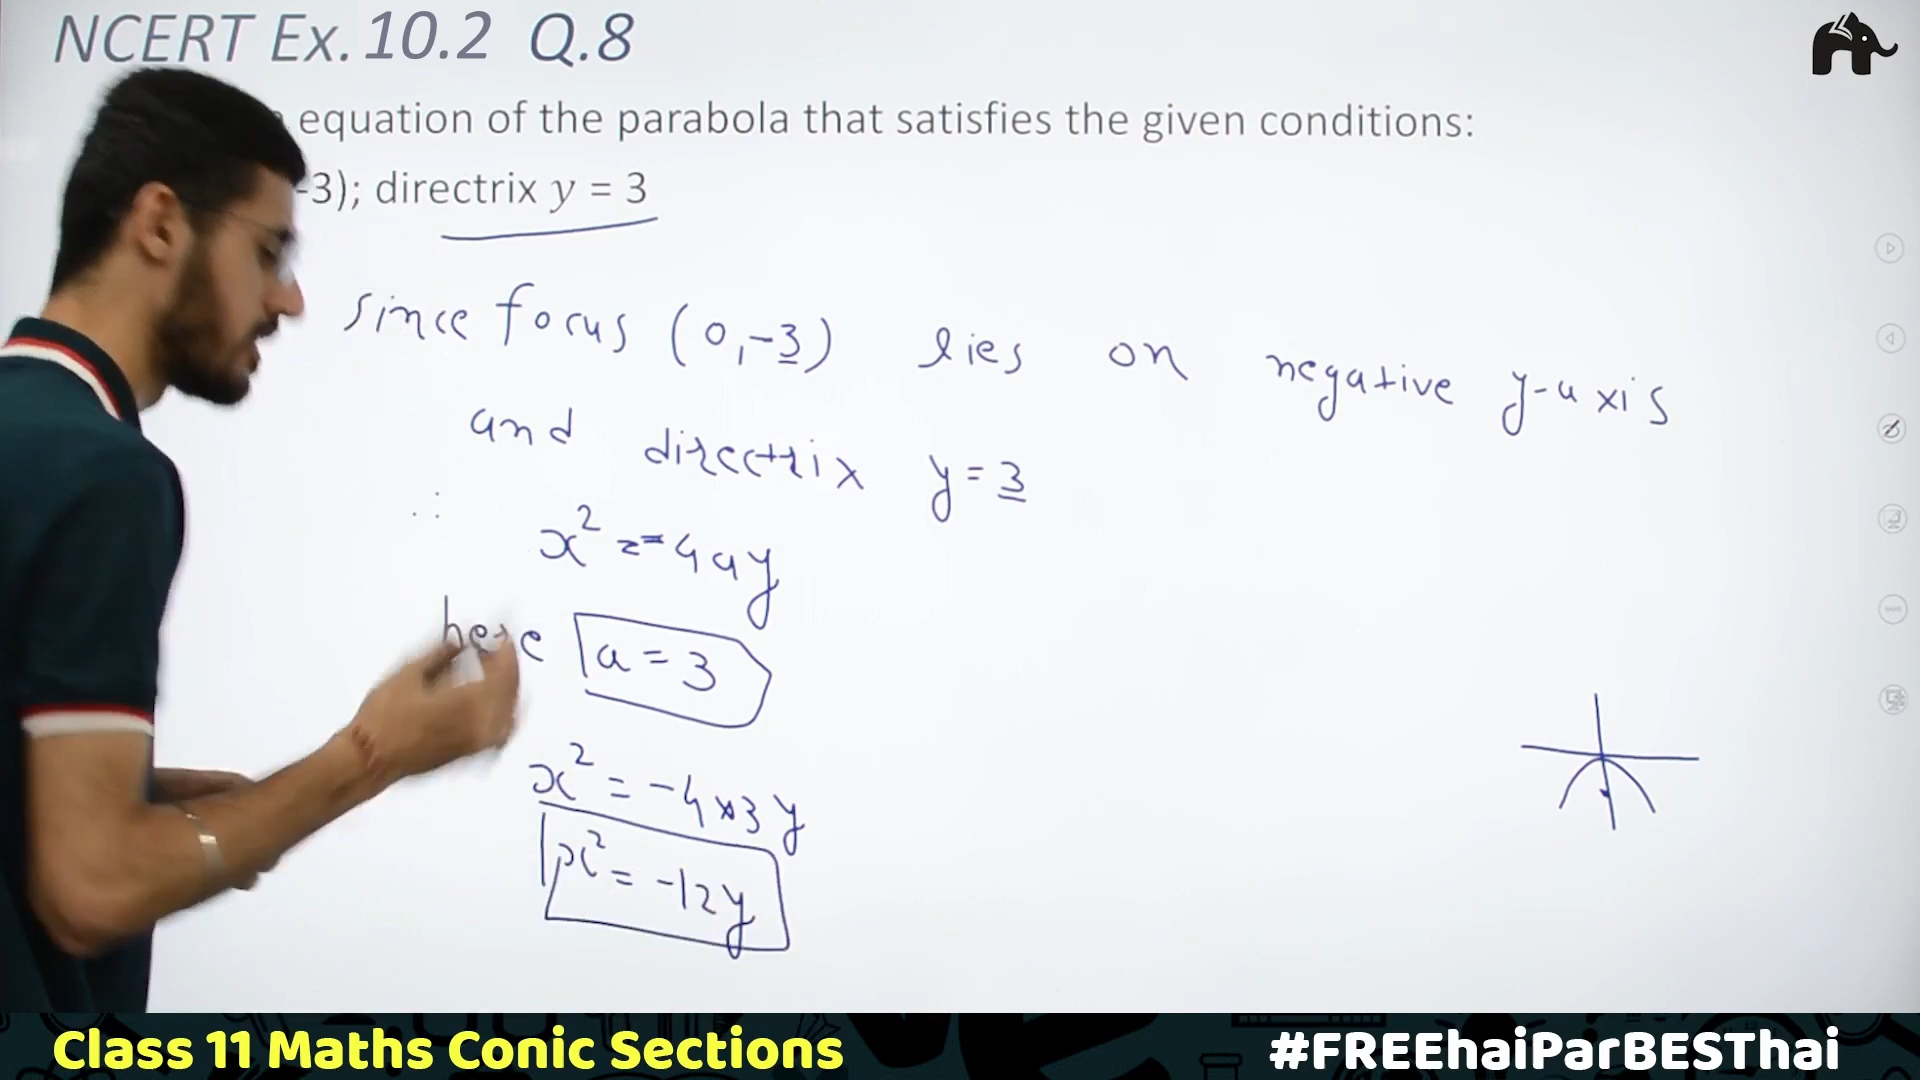 NCERT Ex. 10.2 Q.8
equation of the parabola that satisfies the given conditions:
-3); directrix y = 3
since focus (0,-3) lies on negative y-axis
and directrix y = 3
∴ x² = -4ay
here a = 3
x² = -4×3y
x² = -12y
Class 11 Maths Conic Sections #FREEhaiParBESThai